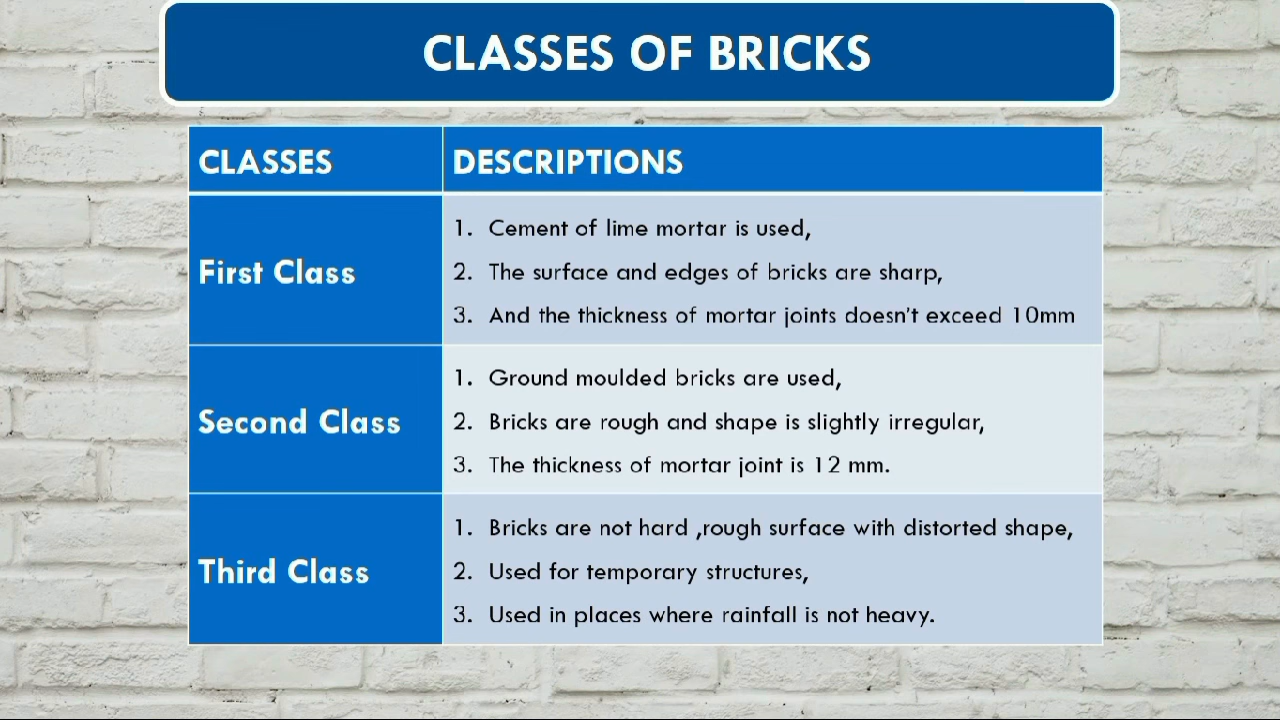 CLASSES OF BRICKS
CLASSES DESCRIPTIONS
First Class
1. Cement of lime mortar is used,
2. The surface and edges of bricks are sharp,
3. And the thickness of mortar joints doesn't exceed 10mm
Second Class
1. Ground moulded bricks are used,
2. Bricks are rough and shape is slightly irregular,
3. The thickness of mortar joint is 12 mm.
Third Class
1. Bricks are not hard ,rough surface with distorted shape,
2. Used for temporary structures,
3. Used in places where rainfall is not heavy.